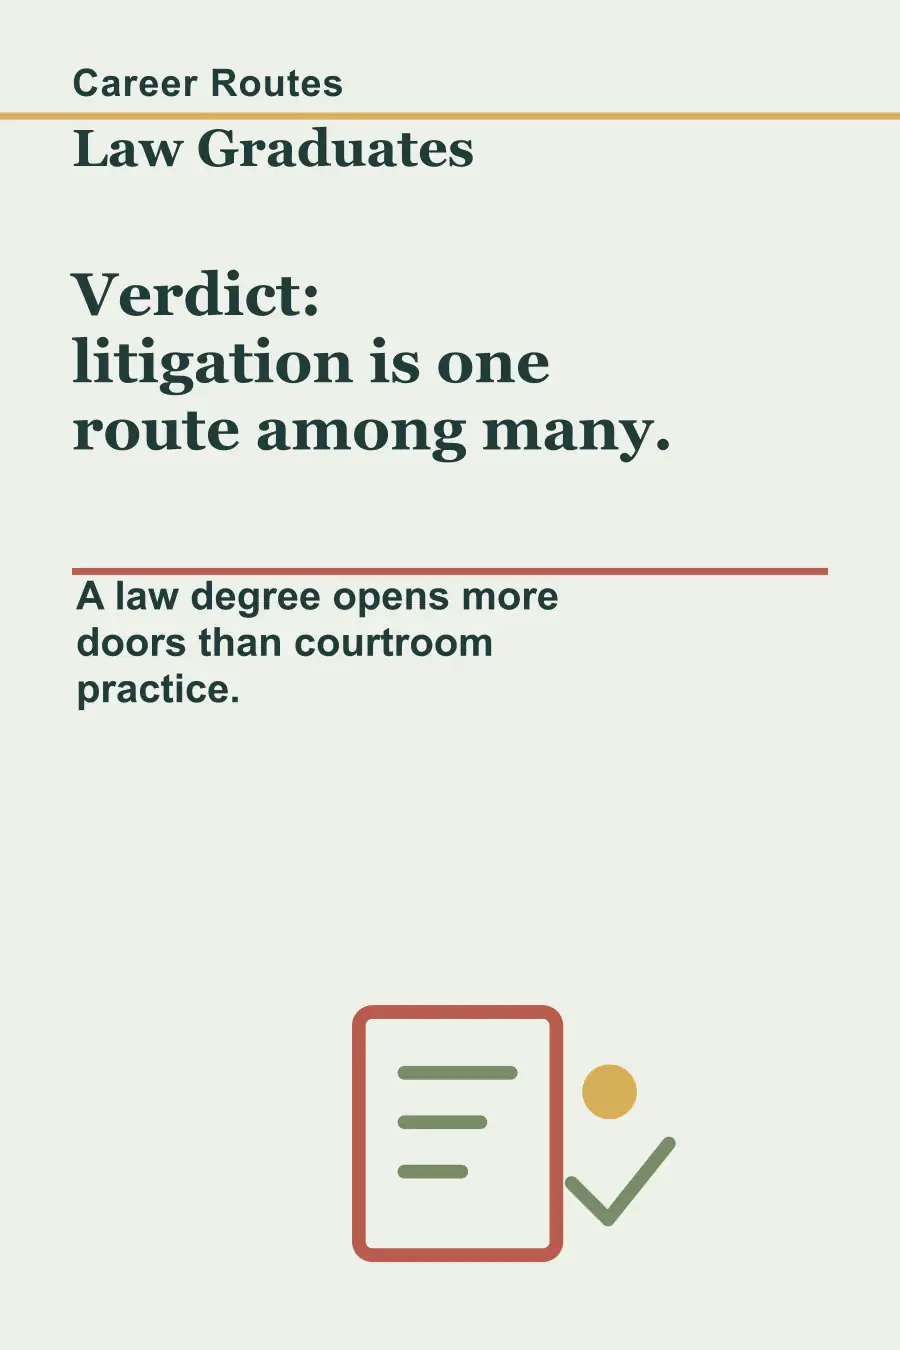 Career Routes
Law Graduates
Verdict:
litigation is one
route among many.
A law degree opens more
doors than courtroom
practice.